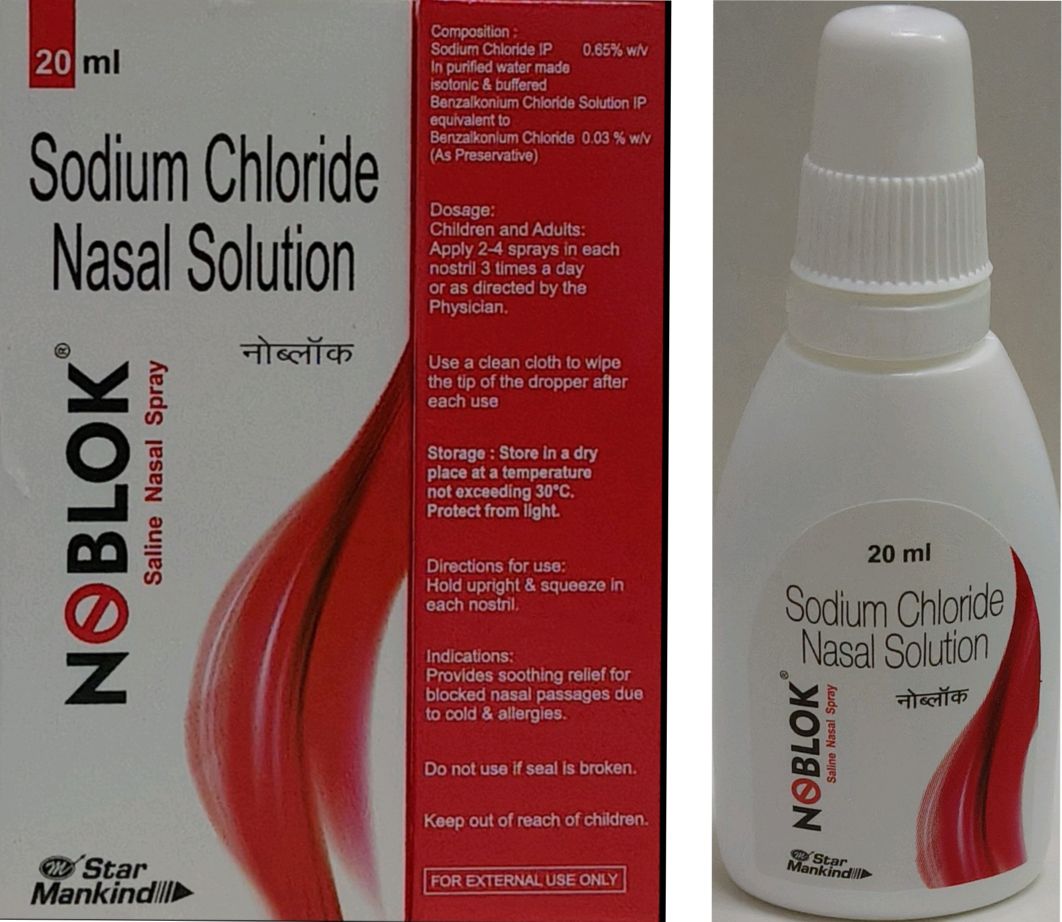 20 ml
Sodium Chloride
Nasal Solution
नोब्लॉक
NOBLOK®
Saline Nasal Spray
Star
Mankind
Composition :
Sodium Chloride IP 0.65% w/v
In purified water made
isotonic & buffered
Benzalkonium Chloride Solution IP
equivalent to
Benzalkonium Chloride 0.03 % w/v
(As Preservative)
Dosage:
Children and Adults:
Apply 2-4 sprays in each
nostril 3 times a day
or as directed by the
Physician.
Use a clean cloth to wipe
the tip of the dropper after
each use
Storage : Store in a dry
place at a temperature
not exceeding 30°C.
Protect from light.
Directions for use:
Hold upright & squeeze in
each nostril.
Indications:
Provides soothing relief for
blocked nasal passages due
to cold & allergies.
Do not use if seal is broken.
Keep out of reach of children.
FOR EXTERNAL USE ONLY
20 ml
Sodium Chloride
Nasal Solution
नोब्लॉक
NOBLOK®
Saline Nasal Spray
Star
Mankind